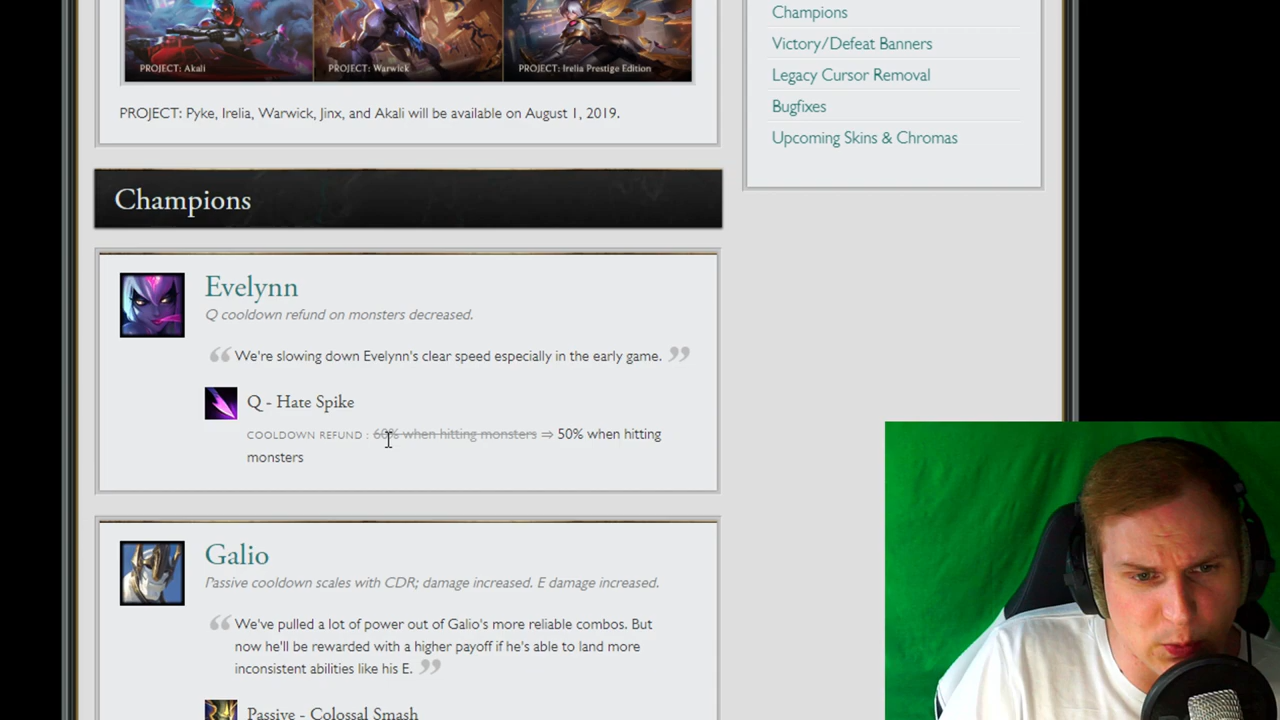 PROJECT: Akali
PROJECT: Warwick
PROJECT: Irelia Prestige Edition
PROJECT: Pyke, Irelia, Warwick, Jinx, and Akali will be available on August 1, 2019.
Champions
Victory/Defeat Banners
Legacy Cursor Removal
Bugfixes
Upcoming Skins & Chromas
Champions
Evelynn
Q cooldown refund on monsters decreased.
“ We're slowing down Evelynn's clear speed especially in the early game. ”
Q - Hate Spike
COOLDOWN REFUND : 60% when hitting monsters ⇒ 50% when hitting
monsters
Galio
Passive cooldown scales with CDR; damage increased. E damage increased.
“ We've pulled a lot of power out of Galio's more reliable combos. But
now he'll be rewarded with a higher payoff if he's able to land more
inconsistent abilities like his E. ”
Passive - Colossal Smash